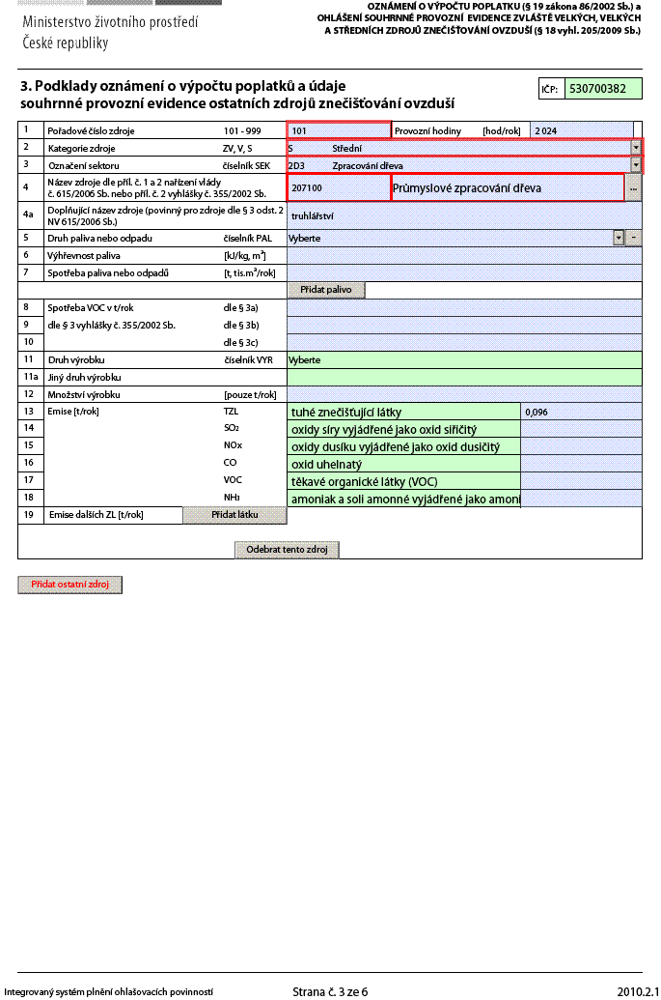 OZNÁMENÍ O VÝPOČTU POPLATKU (§ 19 zákona 86/2002 Sb.) a
OHLÁŠENÍ SOUHRNNÉ PROVOZNÍ EVIDENCE ZVLÁŠTĚ VELKÝCH, VELKÝCH
A STŘEDNÍCH ZDROJŮ ZNEČIŠŤOVÁNÍ OVZDUŠÍ (§ 18 vyhl. 205/2009 Sb.)
Ministerstvo životního prostředí
České republiky
3. Podklady oznámení o výpočtu poplatků a údaje
souhrnné provozní evidence ostatních zdrojů znečišťování ovzduší
IČP: 530700382
1 Pořadové číslo zdroje 101 - 999 101 Provozní hodiny [hod/rok] 2 024
2 Kategorie zdroje ZV, V, S S Střední
3 Označení sektoru číselník SEK 2D3 Zpracování dřeva
4 Název zdroje dle příl. č. 1 a 2 nařízení vlády
č. 615/2006 Sb. nebo příl. č. 2 vyhlášky č. 355/2002 Sb. 207100 Průmyslové zpracování dřeva ...
4a Doplňující název zdroje (povinný pro zdroje dle § 3 odst. 2
NV 615/2006 Sb.) truhlářství
5 Druh paliva nebo odpadu číselník PAL Vyberte -
6 Výhřevnost paliva [kJ/kg, m³]
7 Spotřeba paliva nebo odpadů [t, tis.m³/rok]
Přidat palivo
8 Spotřeba VOC v t/rok dle § 3a)
9 dle § 3 vyhlášky č. 355/2002 Sb. dle § 3b)
10 dle § 3c)
11 Druh výrobku číselník VYR Vyberte
11a Jiný druh výrobku
12 Množství výrobku [pouze t/rok]
13 Emise [t/rok] TZL tuhé znečišťující látky 0,096
14 SO₂ oxidy síry vyjádřené jako oxid siřičitý
15 NOx oxidy dusíku vyjádřené jako oxid dusičitý
16 CO oxid uhelnatý
17 VOC těkavé organické látky (VOC)
18 NH₃ amoniak a soli amonné vyjádřené jako amoni
19 Emise dalších ZL [t/rok] Přidat látku
Odebrat tento zdroj
Přidat ostatní zdroj
Integrovaný systém plnění ohlašovacích povinností Strana č. 3 ze 6 2010.2.1